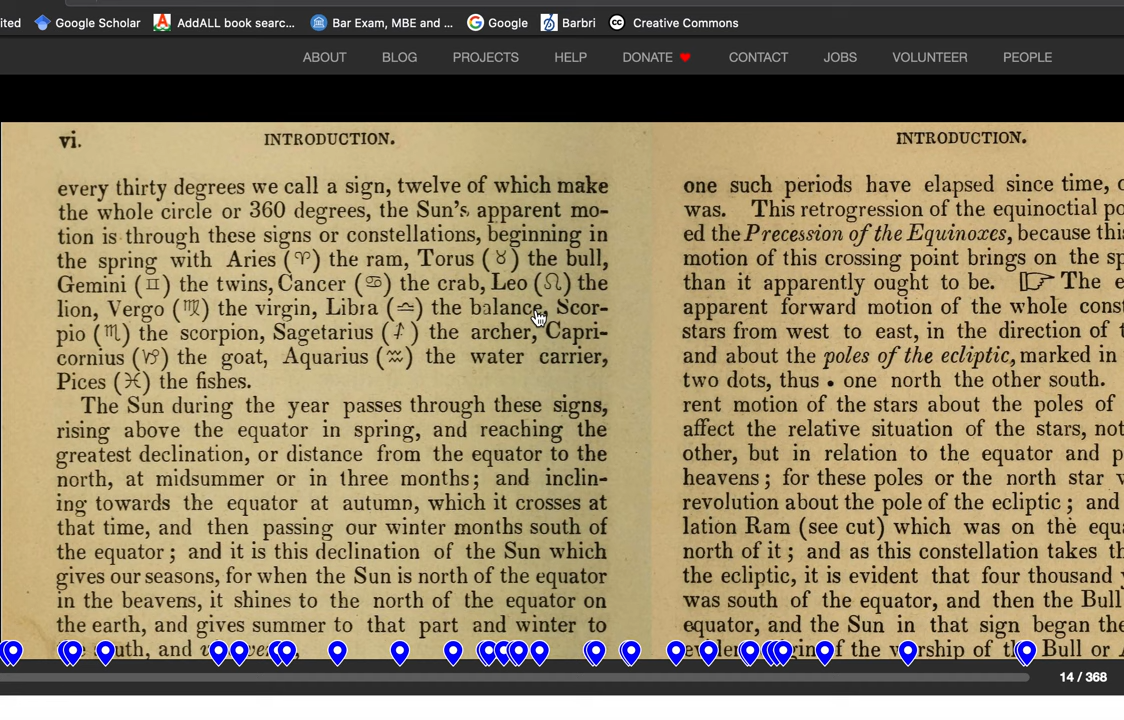 ited Google Scholar AddALL book searc... Bar Exam, MBE and ... Google Barbri Creative Commons
ABOUT BLOG PROJECTS HELP DONATE ♥ CONTACT JOBS VOLUNTEER PEOPLE
vi. INTRODUCTION.
every thirty degrees we call a sign, twelve of which make
the whole circle or 360 degrees, the Sun's apparent mo-
tion is through these signs or constellations, beginning in
the spring with Aries (♈) the ram, Torus (♉) the bull,
Gemini (♊) the twins, Cancer (♋) the crab, Leo (♌) the
lion, Vergo (♍) the virgin, Libra (♎) the balance, Scor-
pio (♏) the scorpion, Sagetarius (♐) the archer, Capri-
cornius (♑) the goat, Aquarius (♒) the water carrier,
Pices (♓) the fishes.
The Sun during the year passes through these signs,
rising above the equator in spring, and reaching the
greatest declination, or distance from the equator to the
north, at midsummer or in three months; and inclin-
ing towards the equator at autumn, which it crosses at
that time, and then passing our winter months south of
the equator; and it is this declination of the Sun which
gives our seasons, for when the Sun is north of the equator
in the beavens, it shines to the north of the equator on
the earth, and gives summer to that part and winter to
uth, and
INTRODUCTION.
one such periods have elapsed since time,
was. This retrogression of the equinoctial po
ed the Precession of the Equinoxes, because this
motion of this crossing point brings on the sp
than it apparently ought to be. ☞ The e
apparent forward motion of the whole cons
stars from west to east, in the direction of t
and about the poles of the ecliptic, marked in
two dots, thus • one north the other south.
rent motion of the stars about the poles of
affect the relative situation of the stars, not
other, but in relation to the equator and p
heavens; for these poles or the north star
revolution about the pole of the ecliptic; and
lation Ram (see cut) which was on the equa
north of it; and as this constellation takes th
the ecliptic, it is evident that four thousand
was south of the equator, and then the Bull
equator, and the Sun in that sign began the
of the worship of the Bull or A
14 / 368